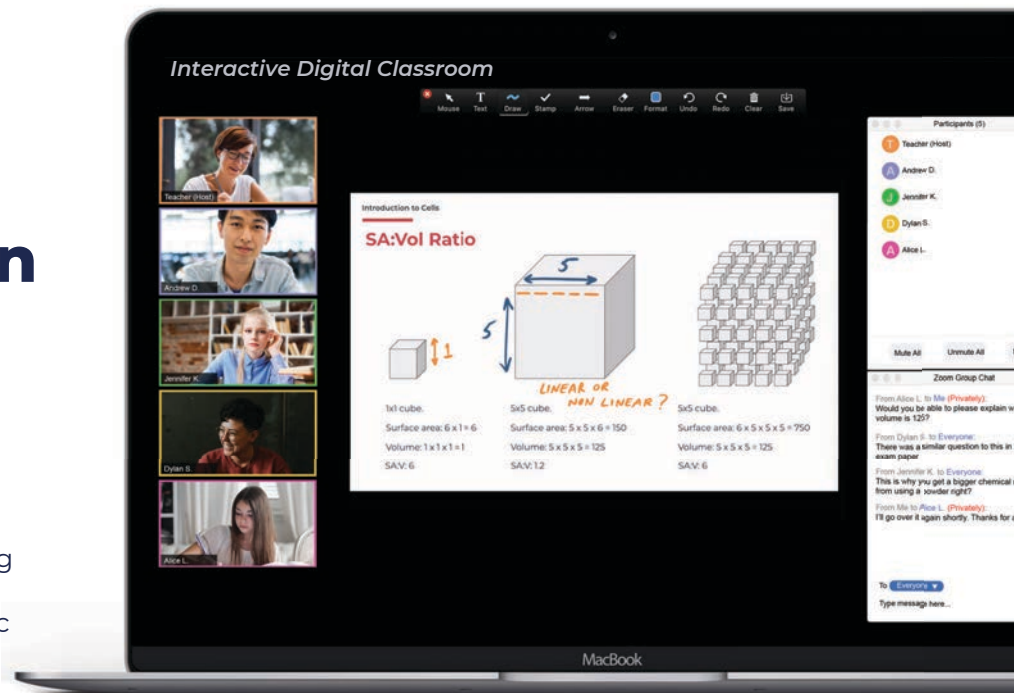 n
g
c
Interactive Digital Classroom
Mouse Text Draw Stamp Arrow Eraser Format Undo Redo Clear Save
Teacher (Host)
Andrew D.
Jennifer K.
Dylan S.
Alice L.
Introduction to Cells
SA:Vol Ratio
5
5
1
LINEAR OR
NON LINEAR ?
1x1 cube.
Surface area: 6 x 1 = 6
Volume: 1 x 1 x 1 = 1
SA:V: 6
5x5 cube.
Surface area: 5 x 5 x 6 = 150
Volume: 5 x 5 x 5 = 125
SA:V: 1.2
5x5 cube.
Surface area: 6 x 5 x 5 x 5 = 750
Volume: 5 x 5 x 5 = 125
SA:V: 6
Participants (5)
T Teacher (Host)
A Andrew D.
J Jennifer K.
D Dylan S.
A Alice L.
Mute All Unmute All
Zoom Group Chat
From Alice L. to Me (Privately):
Would you be able to please explain w
volume is 125?
From Dylan S. to Everyone:
There was a similar question to this in
exam paper
From Jennifer K. to Everyone:
This is why you get a bigger chemical
from using a powder right?
From Me to Alice L. (Privately):
I'll go over it again shortly. Thanks for a
To Everyone
Type message here...
MacBook